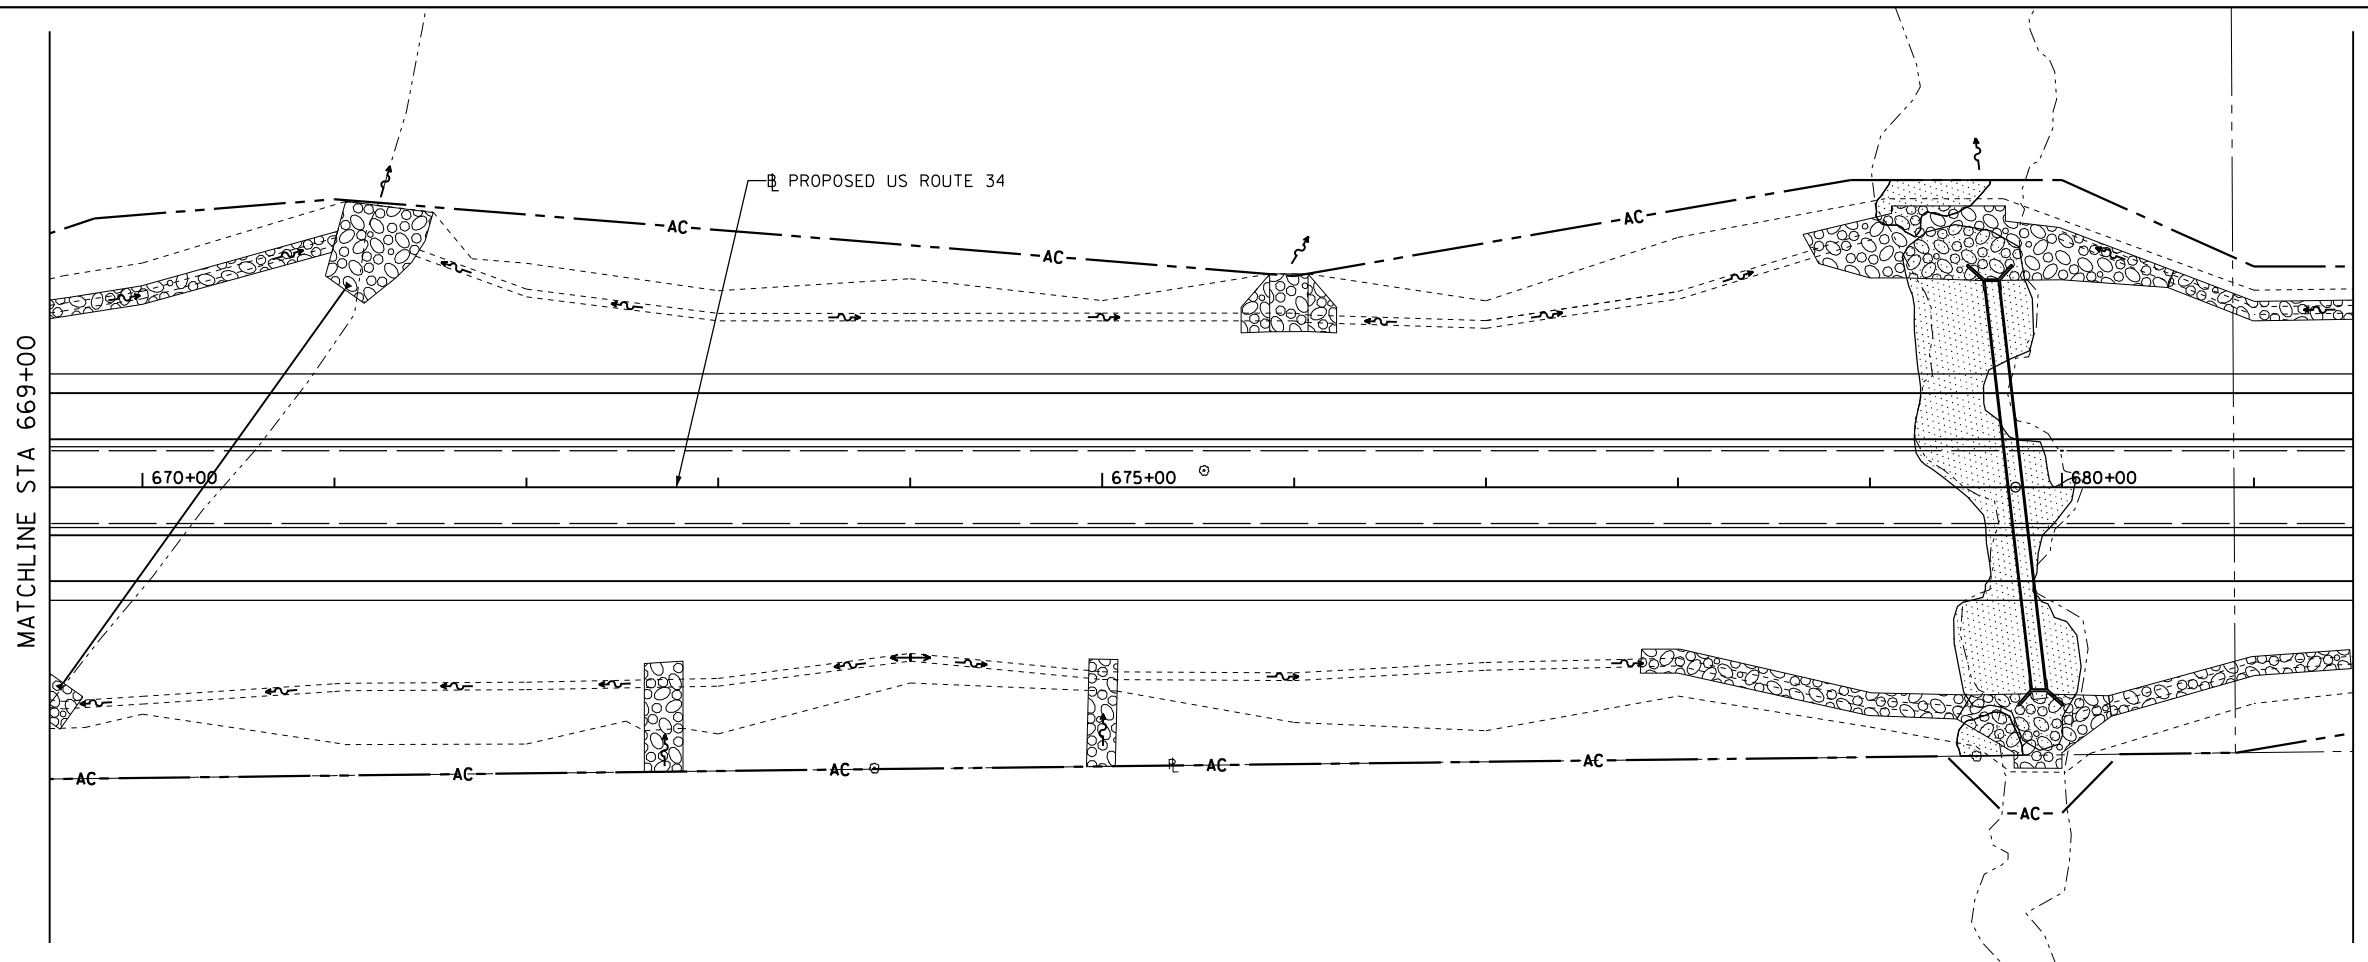 ℄ PROPOSED US ROUTE 34
AC
AC
AC
MATCHLINE STA 669+00
670+00
675+00
680+00
AC
AC
AC
℄
AC
AC
AC